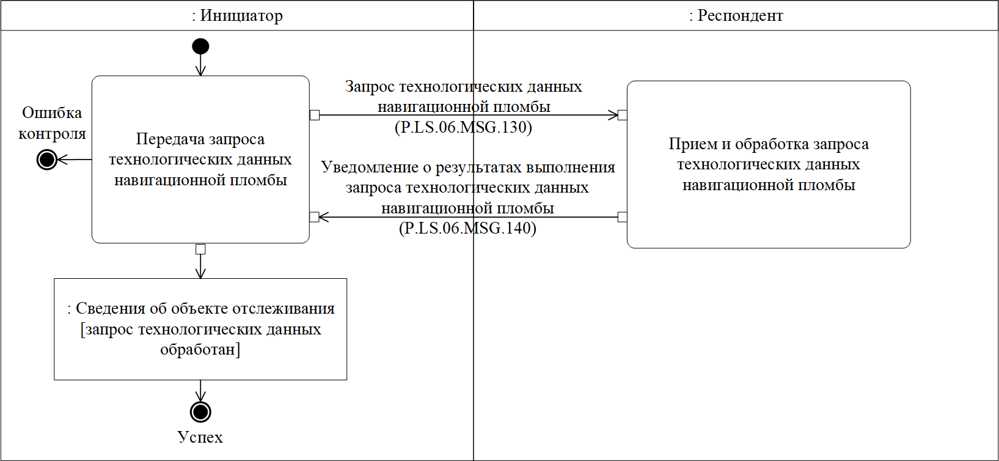 : Инициатор
: Респондент
Ошибка
контроля
Передача запроса
технологических данных
навигационной пломбы
Запрос технологических данных
навигационной пломбы
(P.LS.06.MSG.130)
Уведомление о результатах выполнения
запроса технологических данных
навигационной пломбы
(P.LS.06.MSG.140)
Прием и обработка запроса
технологических данных
навигационной пломбы
: Сведения об объекте отслеживания
[запрос технологических данных
обработан]
Успех